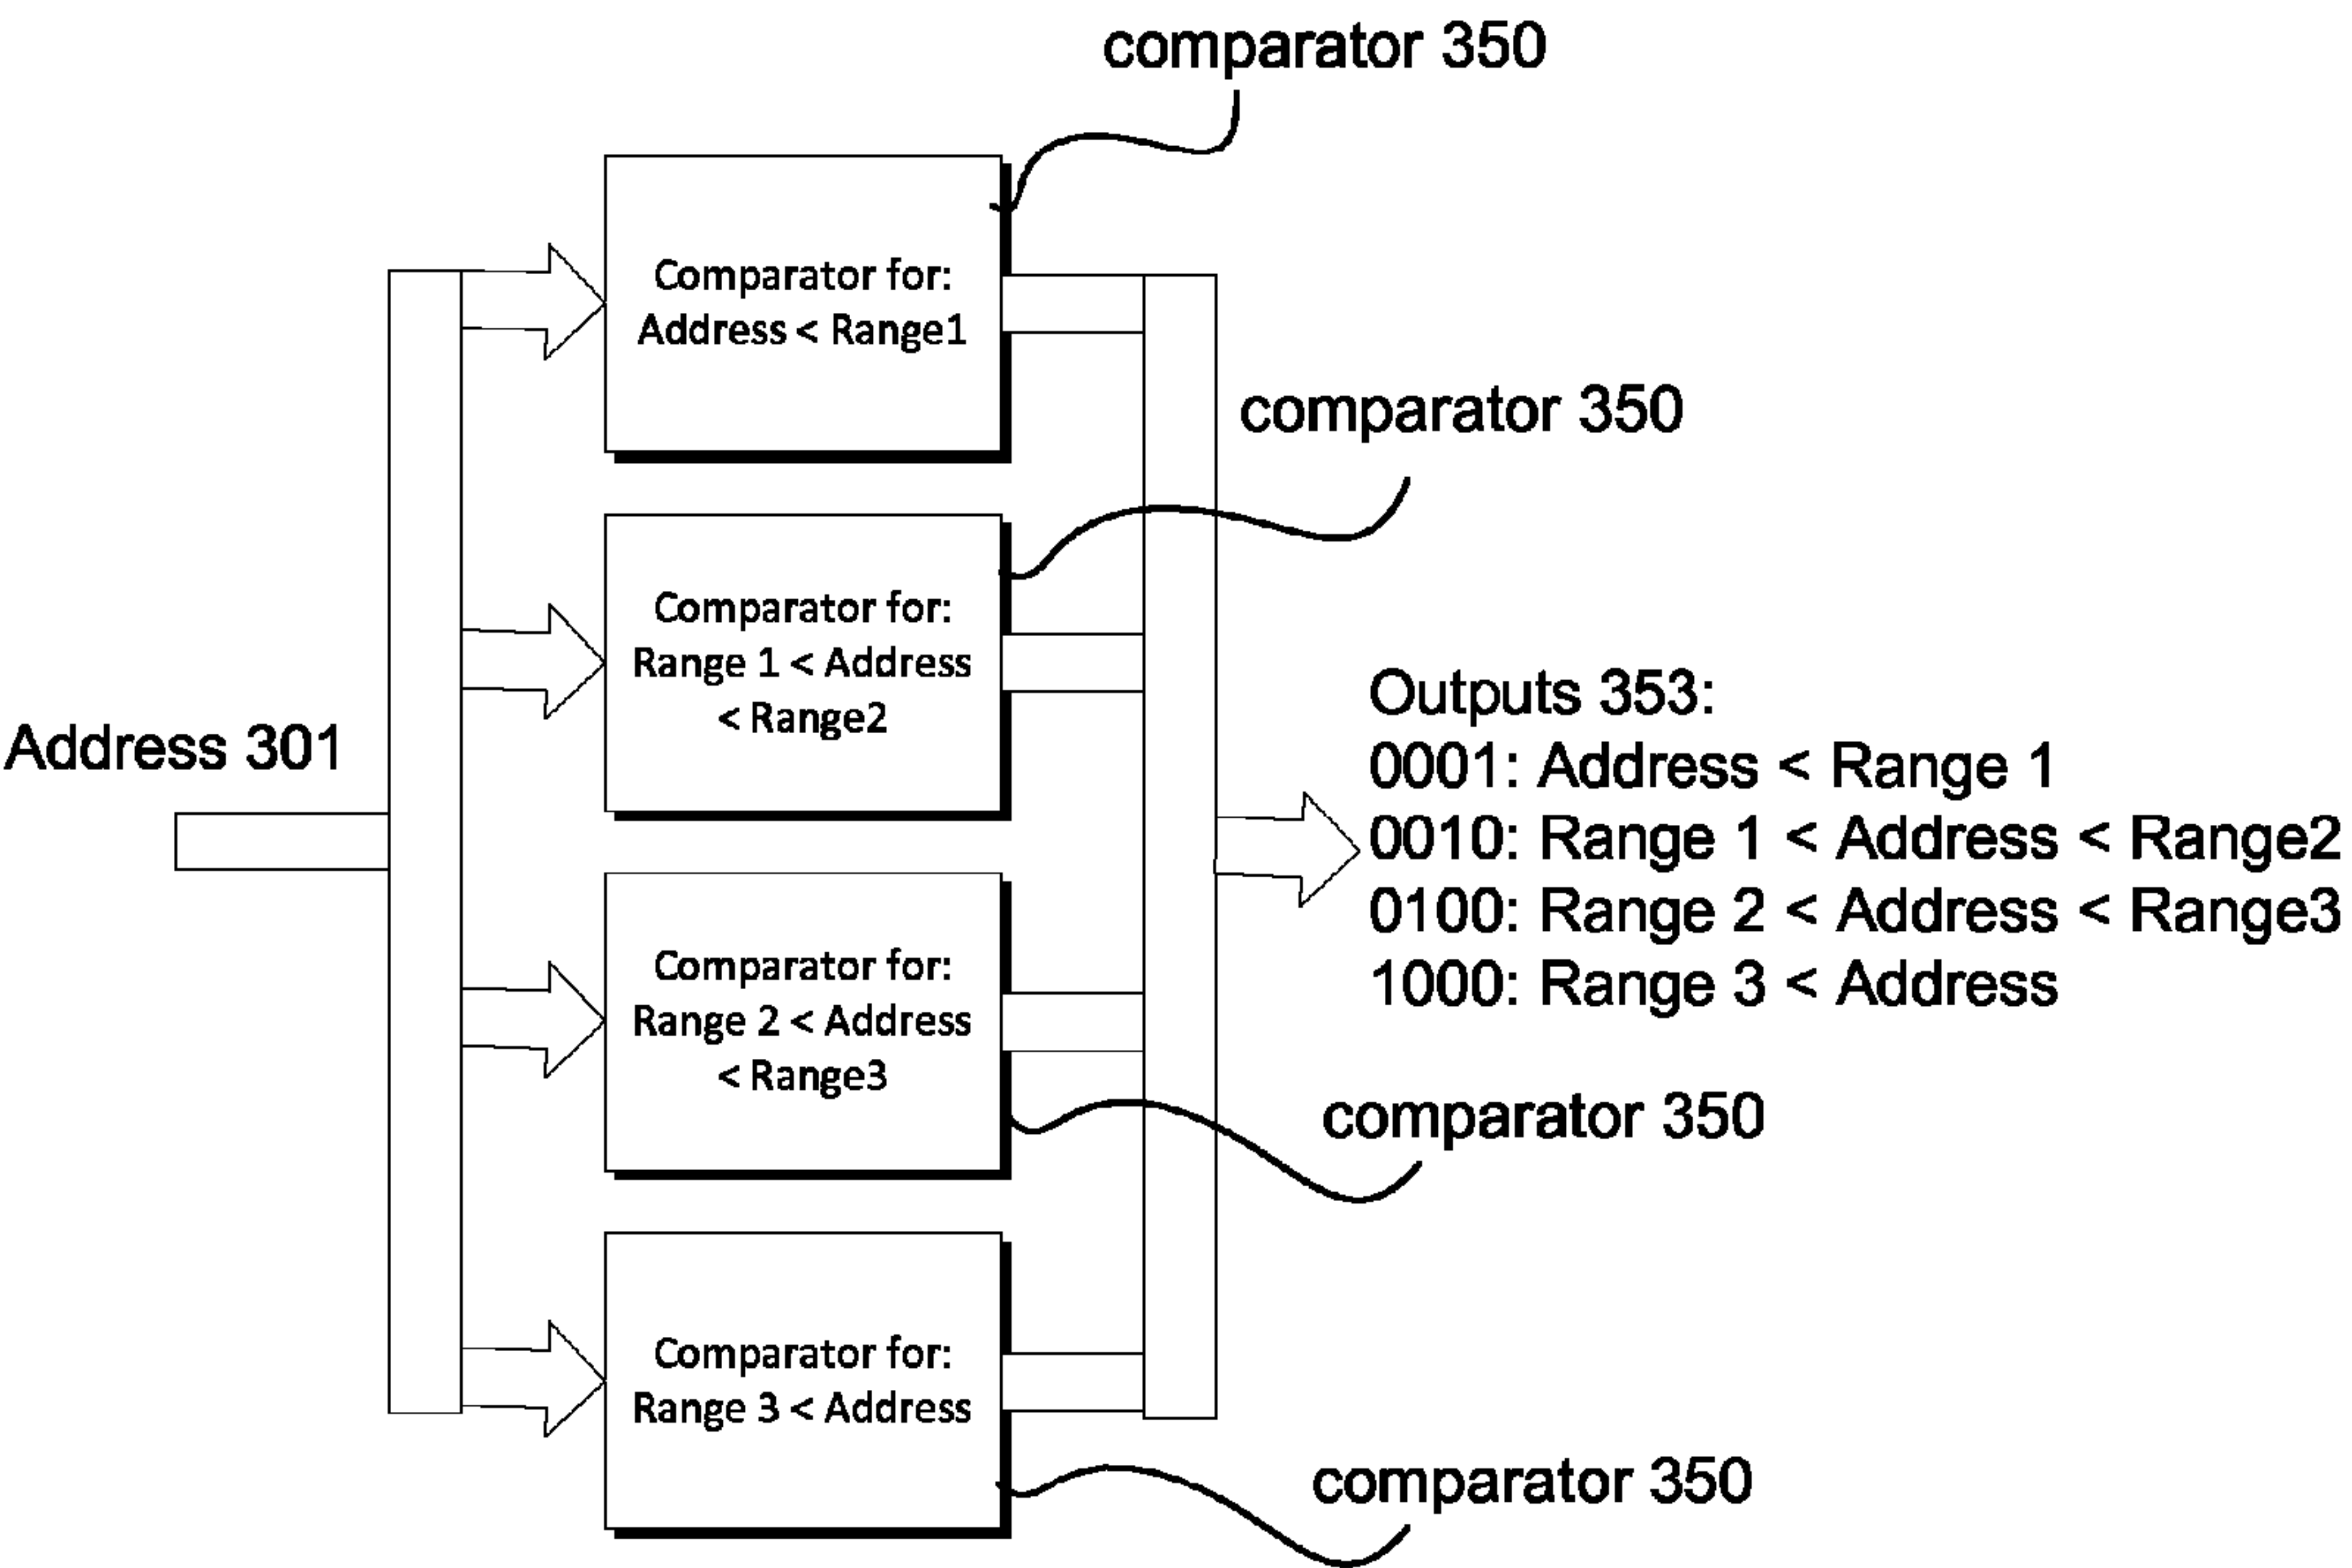 comparator 350
Comparator for:
Address < Range1
comparator 350
Comparator for:
Range 1 < Address
< Range2
Address 301
Outputs 353:
0001: Address < Range 1
0010: Range 1 < Address < Range2
0100: Range 2 < Address < Range3
1000: Range 3 < Address
Comparator for:
Range 2 < Address
< Range3
comparator 350
Comparator for:
Range 3 < Address
comparator 350